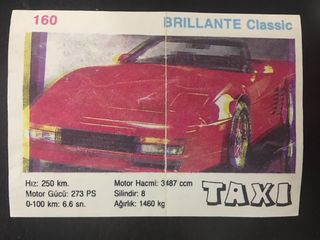 160 BRILLANTE Classic
Hız: 250 km. Motor Hacmi: 3487 ccm
Motor Gücü: 273 PS Silindir: 8
0-100 km: 6.6 sn. Ağırlık: 1460 kg
TAXI